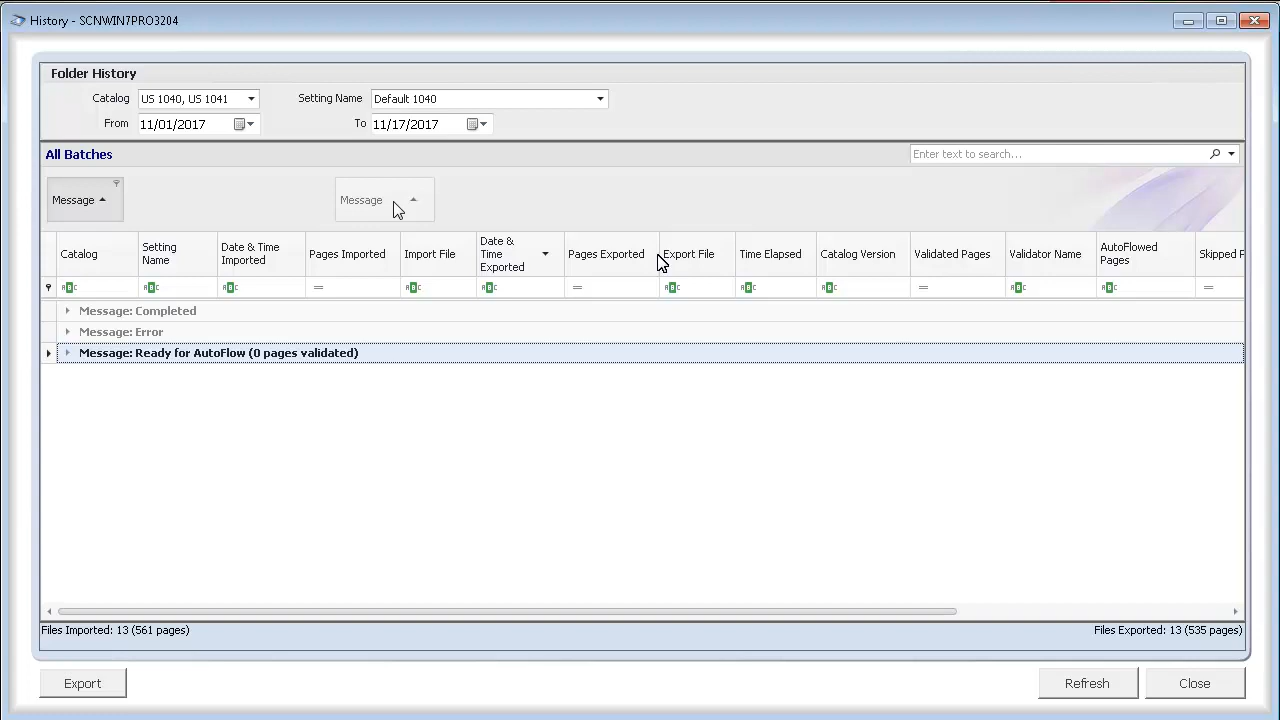 History - SCNWIN7PRO3204
Folder History
Catalog US 1040, US 1041 Setting Name Default 1040
From 11/01/2017 To 11/17/2017
All Batches Enter text to search...
Message Message
Catalog Setting Name Date & Time Imported Pages Imported Import File Date & Time Exported Pages Exported Export File Time Elapsed Catalog Version Validated Pages Validator Name AutoFlowed Pages Skipped
Message: Completed
Message: Error
Message: Ready for AutoFlow (0 pages validated)
Files Imported: 13 (561 pages) Files Exported: 13 (535 pages)
Export Refresh Close